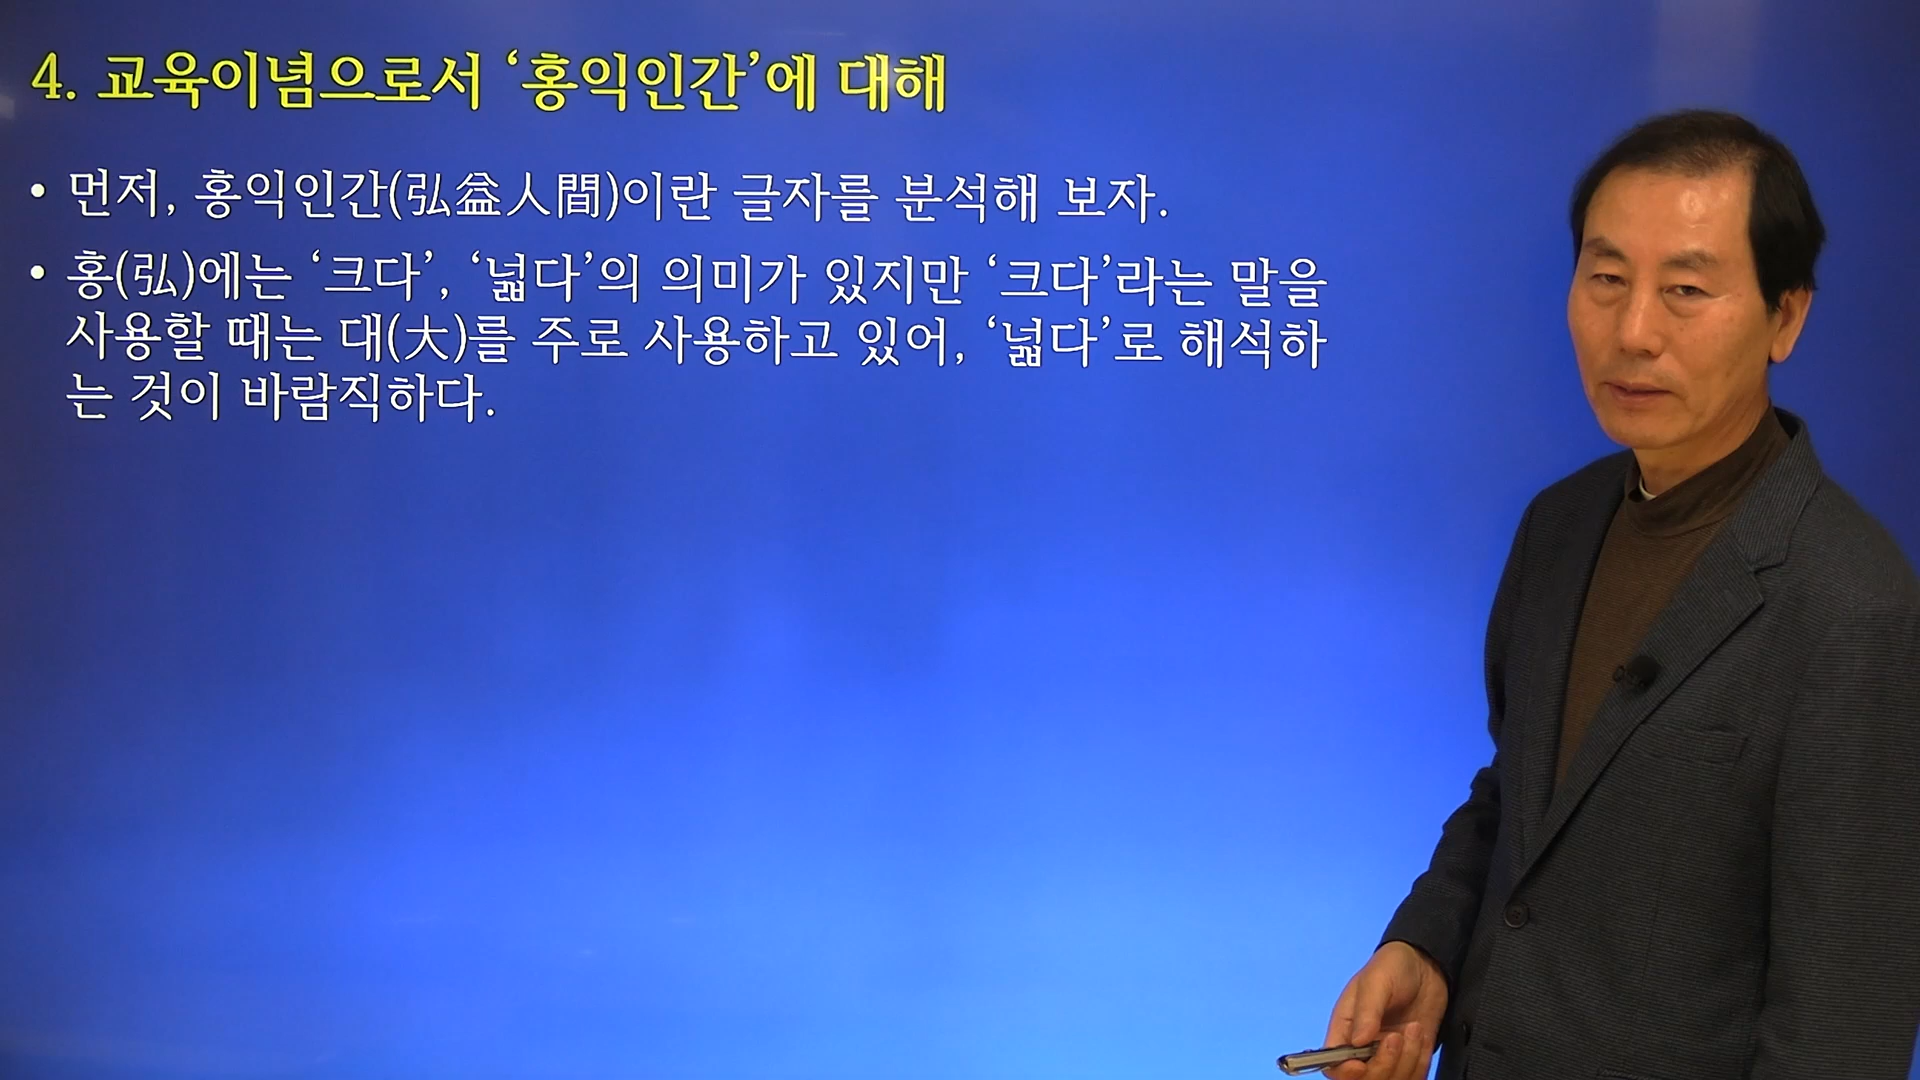 4. 교육이념으로서 ‘홍익인간’에 대해
• 먼저, 홍익인간(弘益人間)이란 글자를 분석해 보자.
• 홍(弘)에는 ‘크다’, ‘넓다’의 의미가 있지만 ‘크다’라는 말을
사용할 때는 대(大)를 주로 사용하고 있어, ‘넓다’로 해석하
는 것이 바람직하다.